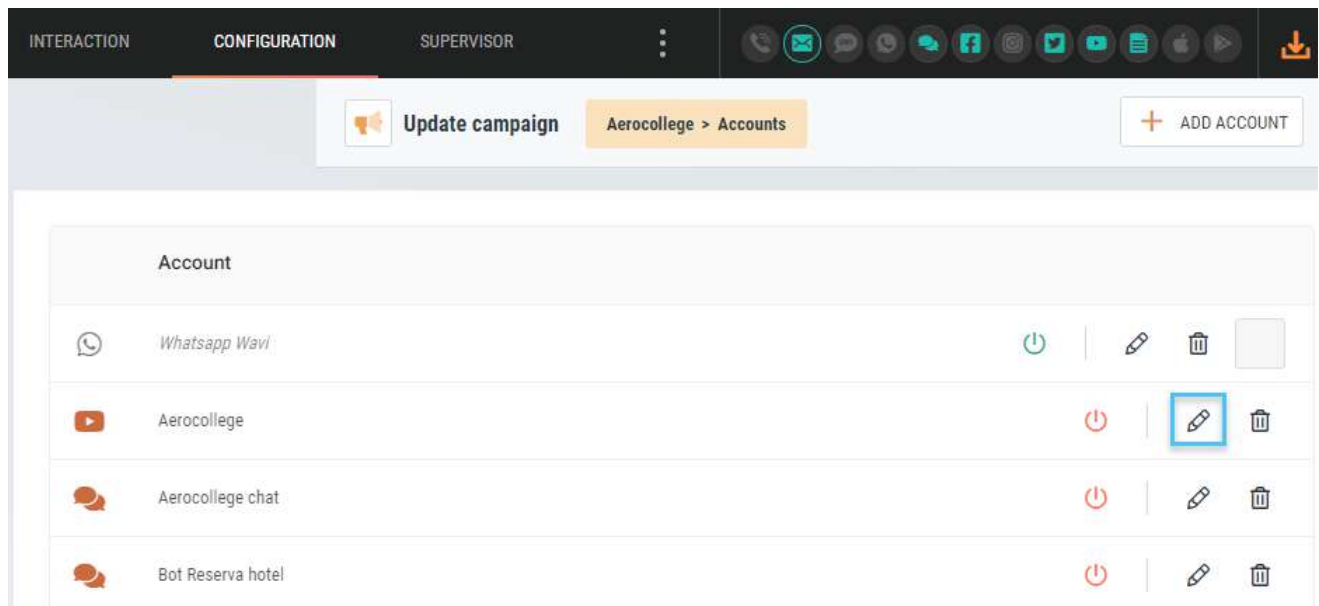 INTERACTION CONFIGURATION SUPERVISOR
Update campaign Aerocollege > Accounts ADD ACCOUNT
Account
Whatsapp Wavi
Aerocollege
Aerocollege chat
Bot Reserva hotel